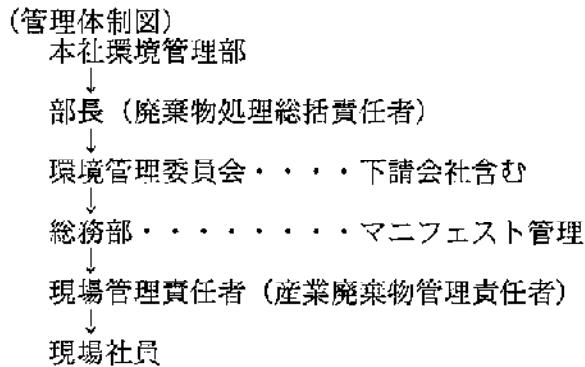 (管理体制図)
本社環境管理部
↓
部長(廃棄物処理総括責任者)
↓
環境管理委員会・・・・下請会社含む
↓
総務部・・・・・・・・マニフェスト管理
↓
現場管理責任者(産業廃棄物管理責任者)
↓
現場社員